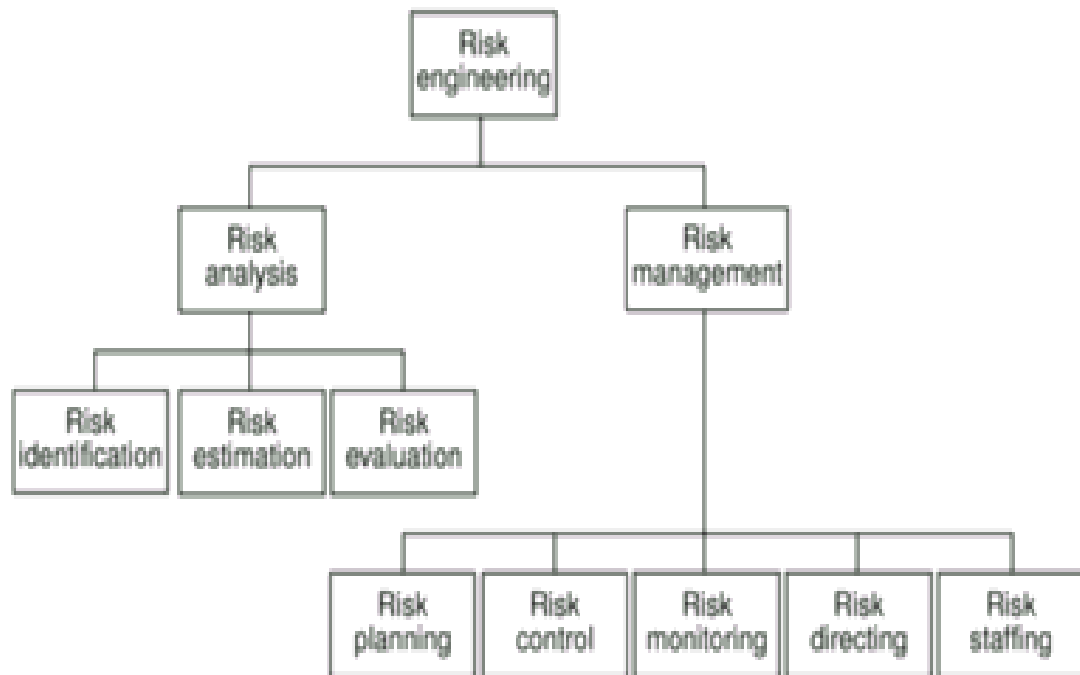 Risk
engineering
Risk
analysis
Risk
management
Risk
identification
Risk
estimation
Risk
evaluation
Risk
planning
Risk
control
Risk
monitoring
Risk
directing
Risk
staffing